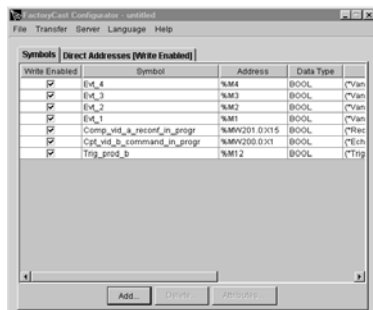 FactoryCast Configurator - untitled
File Transfer Server Language Help
Symbols Direct Addresses [Write Enabled]
Write Enabled Symbol Address Data Type
Evt_4 %M4 BOOL ("Van
Evt_3 %M3 BOOL ("Van
Evt_2 %M2 BOOL ("Van
Evt_1 %M1 BOOL ("Van
Comp_vid_a_reconf_in_progr %MW201.0:X15 BOOL ("Rec
Cpt_vid_b_command_in_progr %MW200.0:X1 BOOL ("Ech
Trig_prod_b %M12 BOOL ("Trig
Add... Delete... Attributes...